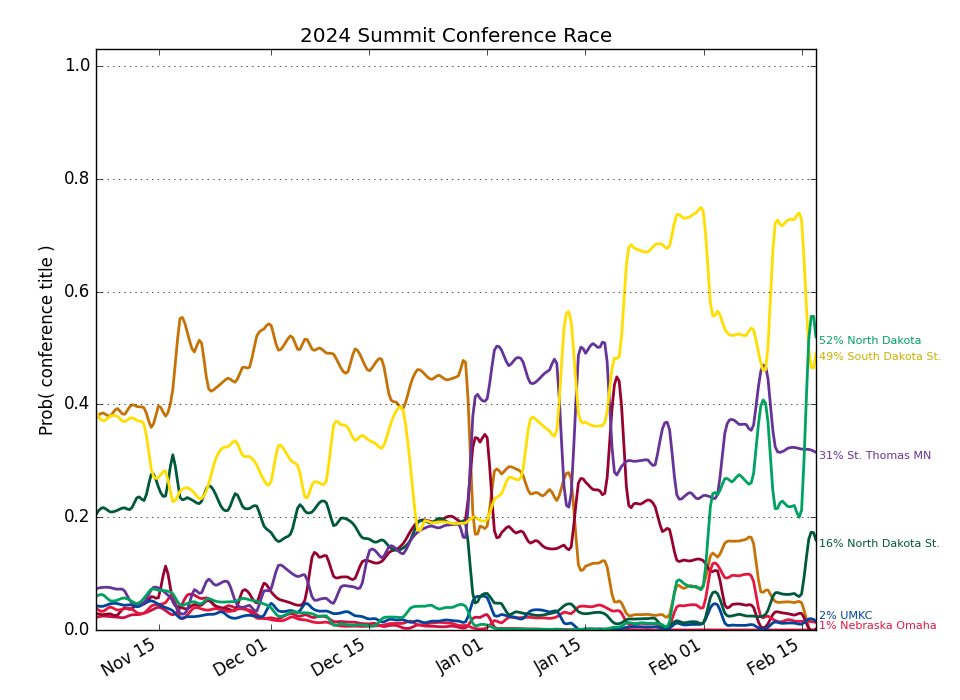 2024 Summit Conference Race
Prob( conference title )
1.0
0.8
0.6
0.4
0.2
0.0
Nov 15
Dec 01
Dec 15
Jan 01
Jan 15
Feb 01
Feb 15
52% North Dakota
49% South Dakota St.
31% St. Thomas MN
16% North Dakota St.
2% UMKC
1% Nebraska Omaha